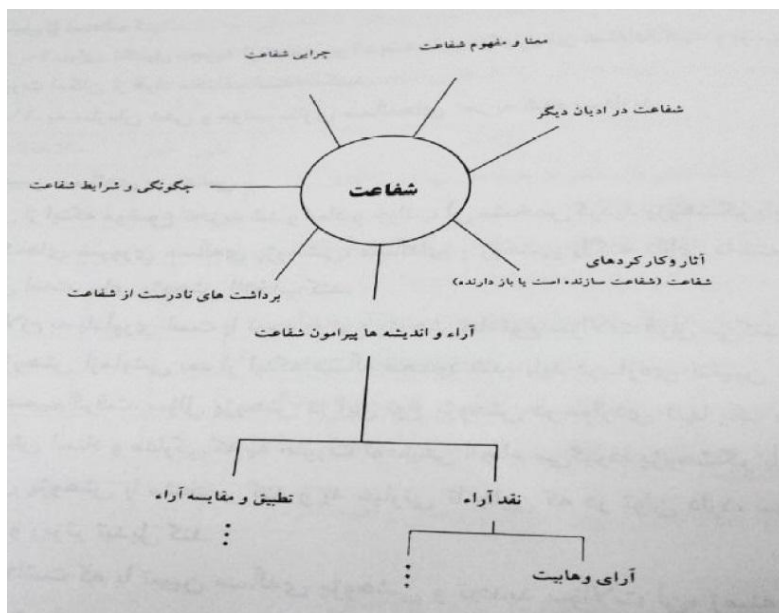 معنا و مفهوم شفاعت
چرایی شفاعت
شفاعت در ادیان دیگر
شفاعت
چگونگی و شرایط شفاعت
آثار وکارکردهای
شفاعت (شفاعت سازنده است یا باز دارنده)
برداشت های نادرست از شفاعت
آراء و اندیشه ها پیرامون شفاعت
نقد آراء
تطبیق و مقایسه آراء
آرای وهابیت